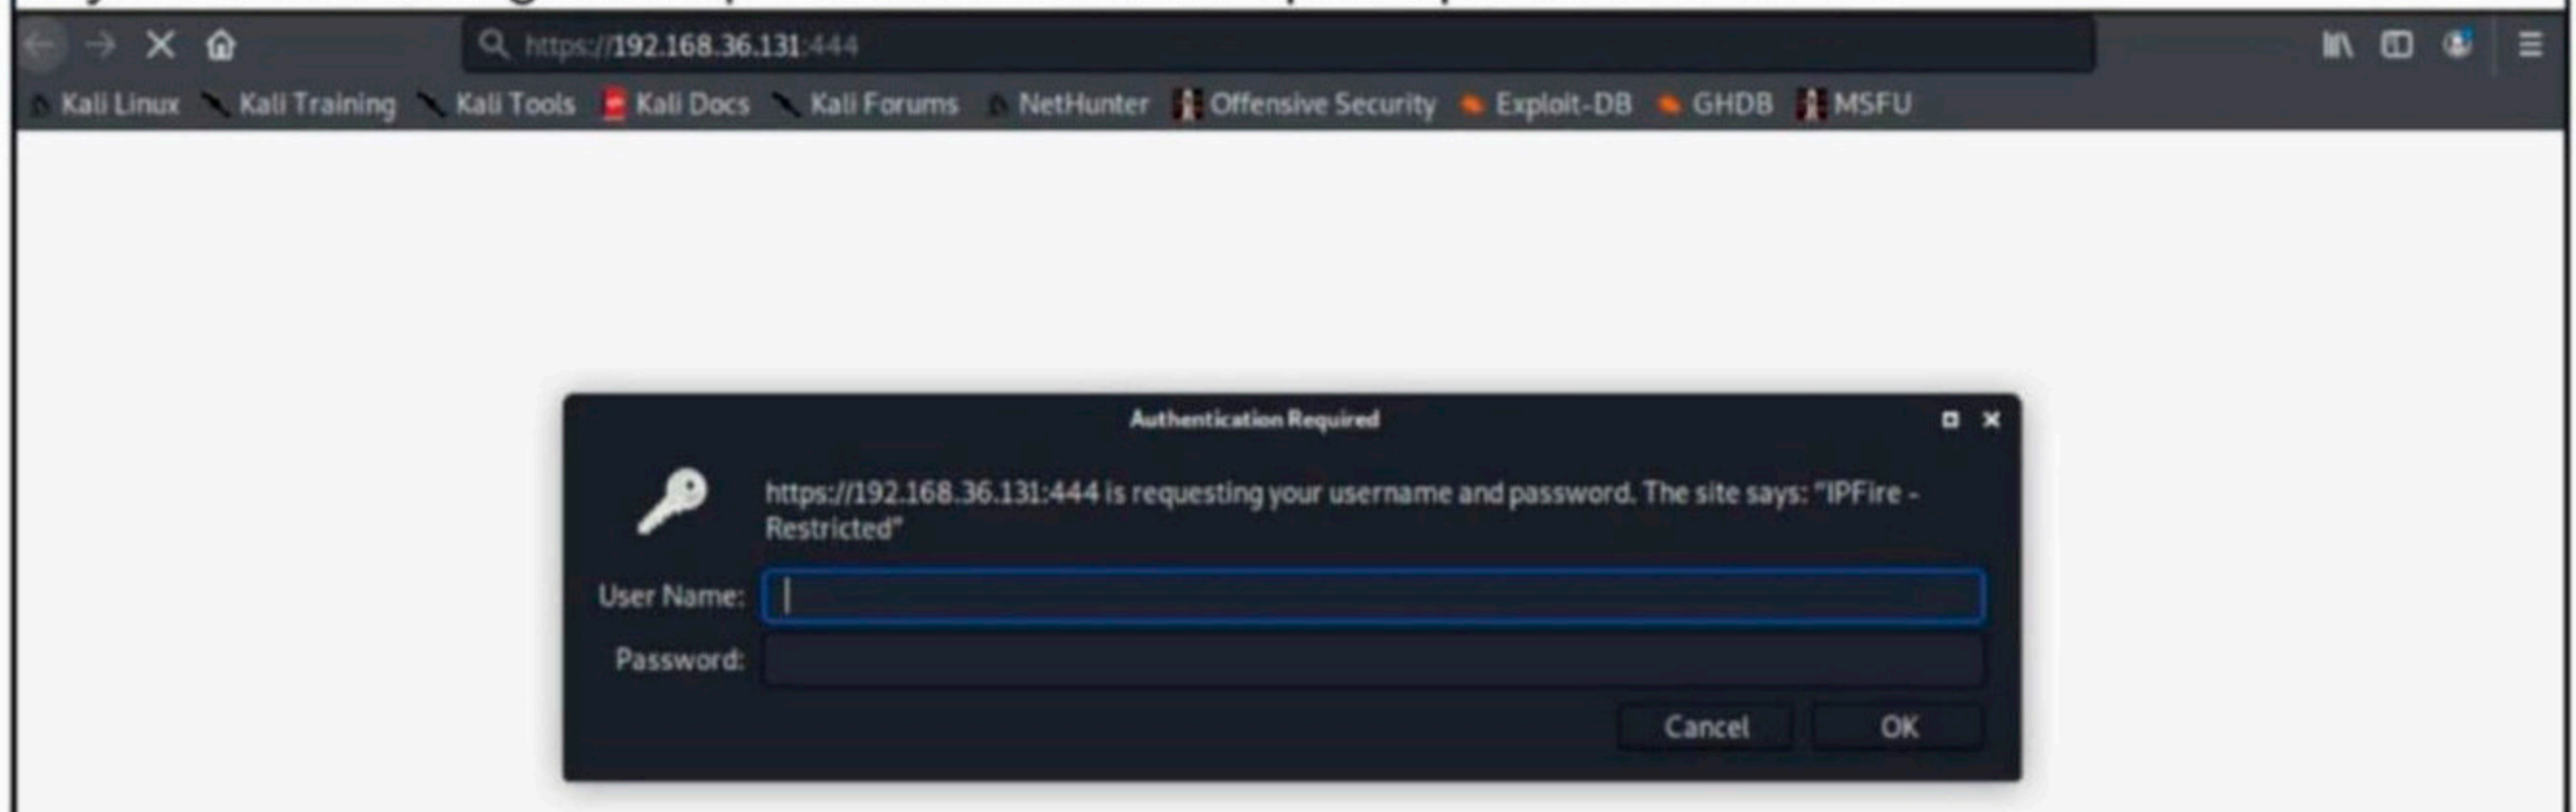 https://192.168.36.131:444
Kali Linux Kali Training Kali Tools Kali Docs Kali Forums NetHunter Offensive Security Exploit-DB GHDB MSFU
Authentication Required
https://192.168.36.131:444 is requesting your username and password. The site says: "IPFire -
Restricted"
User Name:
Password:
Cancel OK